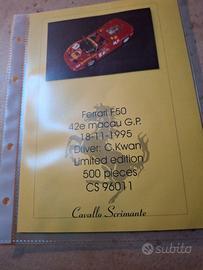 Ferrari F50
42e macau G.P.
18-11-1995
Driver: C.Kwan
Limited edition
500 pieces
CS 96011
Cavallo Scrimante
subito